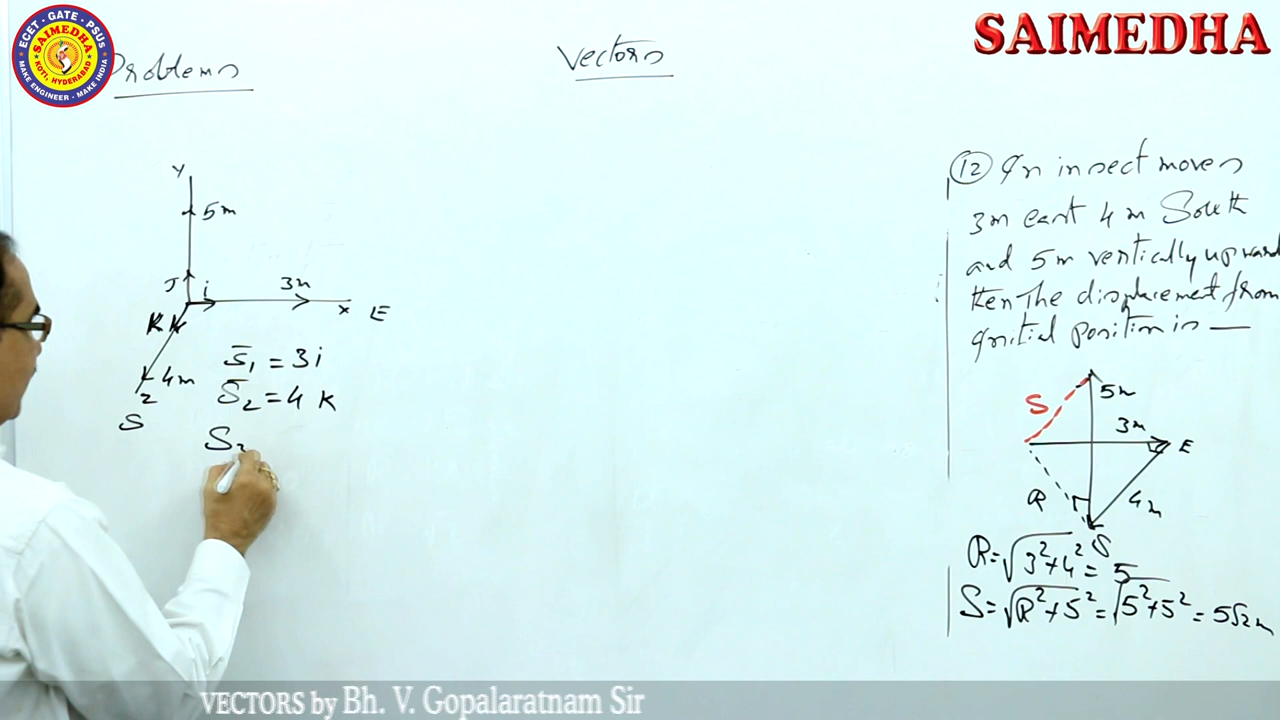 ECET - GATE - PSUS
SAIMEDHA
KOTI, HYDERABAD
MAKE ENGINEER - MAKE INDIA
SAIMEDHA
Problems
Vectors
Y
5m
J
i
3m
x E
K
4m
Z
S
S̄₁ = 3i
S̄₂ = 4 K
S₃
(12) An insect moves
3m east 4m South
and 5m vertically upward
then The displacement from
initial position is —
5m
S
3m
E
R
4m
S
R = √3²+4² = 5
S = √R²+5² = √5²+5² = 5√2 m
VECTORS by Bh. V. Gopalaratnam Sir